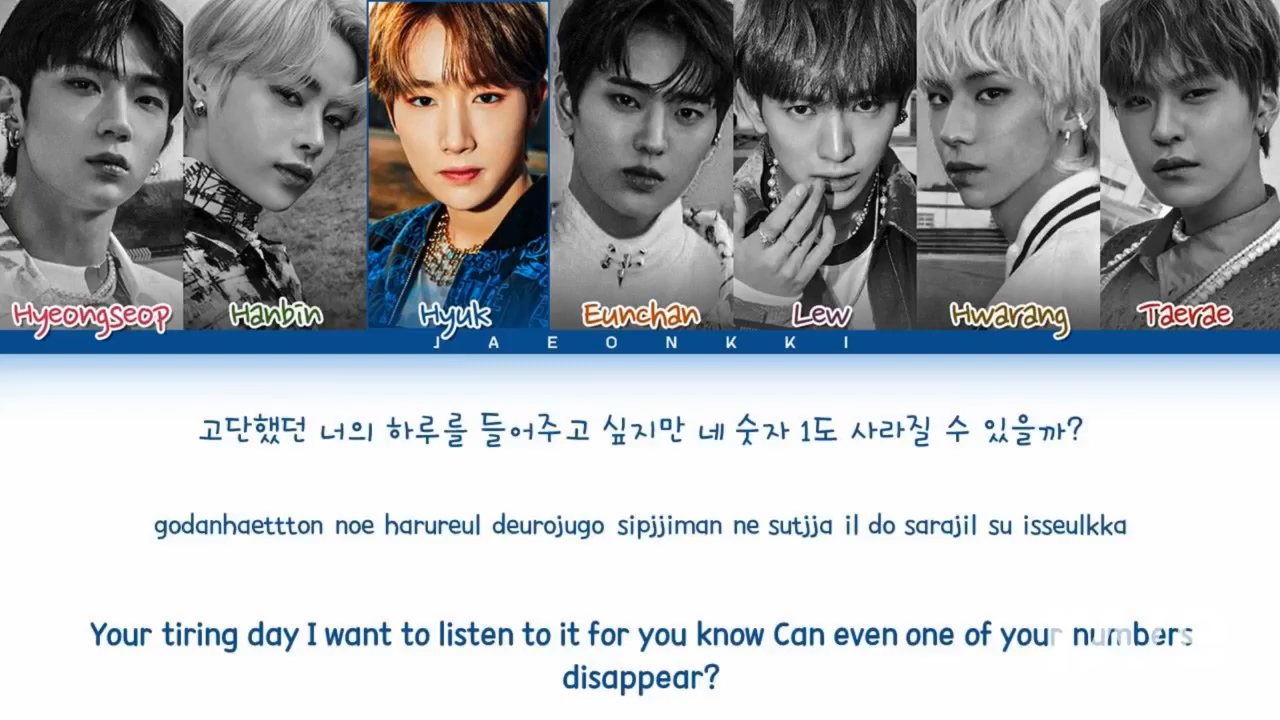 Hyeongseop
Hanbin
Hyuk
Eunchan
Lew
Hwarang
Taerae
JAEONKKI
고단했던 너의 하루를 들어주고 싶지만 네 숫자 1도 사라질 수 있을까?
godanhaettton noe harureul deurojugo sipjjiman ne sutjja il do sarajil su isseulkka
Your tiring day I want to listen to it for you know Can even one of your numbers
disappear?